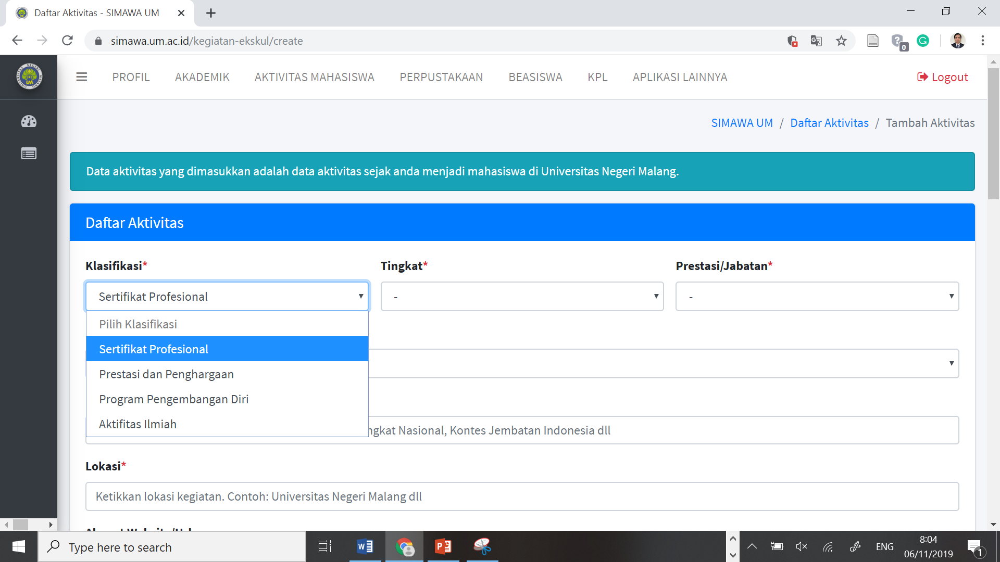 Daftar Aktivitas - SIMAWA UM
simawa.um.ac.id/kegiatan-ekskul/create
0
PROFIL AKADEMIK AKTIVITAS MAHASISWA PERPUSTAKAAN BEASISWA KPL APLIKASI LAINNYA Logout
SIMAWA UM / Daftar Aktivitas / Tambah Aktivitas
Data aktivitas yang dimasukkan adalah data aktivitas sejak anda menjadi mahasiswa di Universitas Negeri Malang.
Daftar Aktivitas
Klasifikasi* Tingkat* Prestasi/Jabatan*
Sertifikat Profesional - -
Pilih Klasifikasi
Sertifikat Profesional
Prestasi dan Penghargaan
Program Pengembangan Diri
Aktifitas Ilmiah
Nasional, Kontes Jembatan Indonesia dll
Lokasi*
Ketikkan lokasi kegiatan. Contoh: Universitas Negeri Malang dll
Type here to search
ENG
8:04
06/11/2019
1